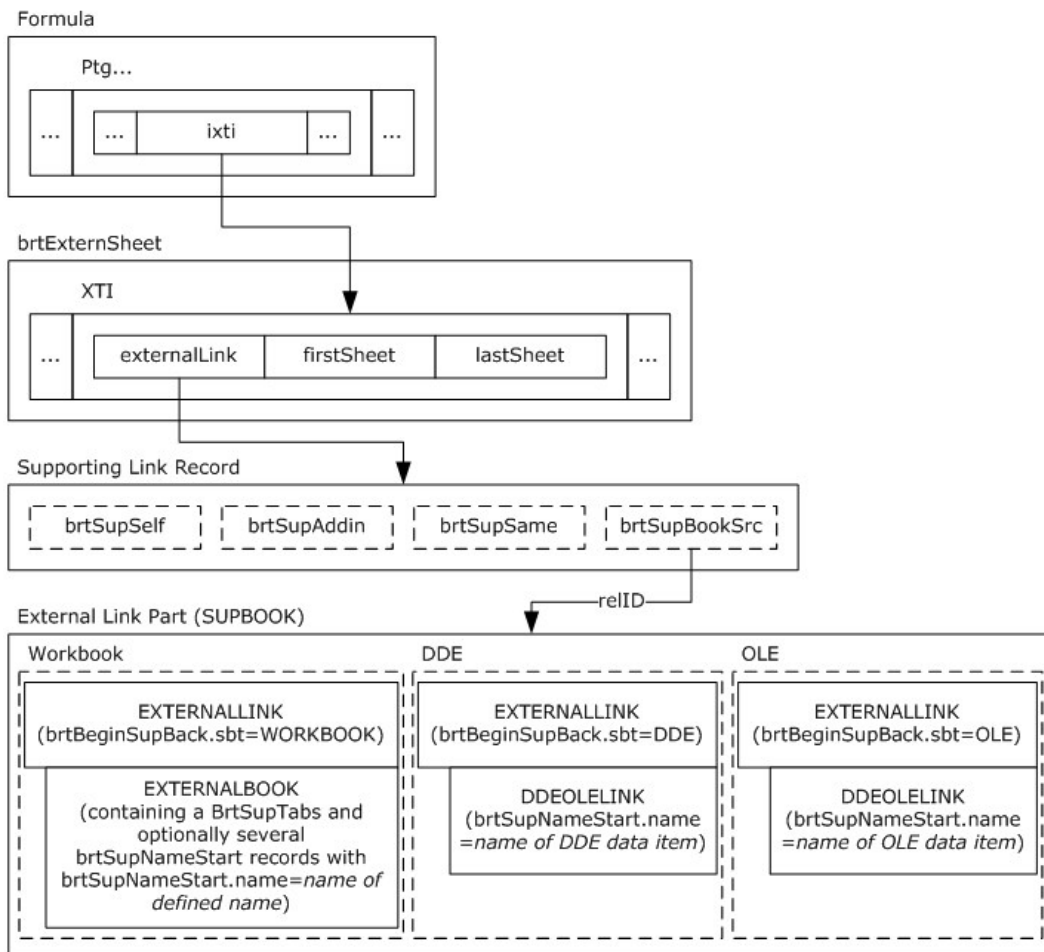 Formula
Ptg...
...
...
ixti
...
...
brtExternSheet
XTI
...
externalLink
firstSheet
lastSheet
...
Supporting Link Record
brtSupSelf
brtSupAddin
brtSupSame
brtSupBookSrc
relID
External Link Part (SUPBOOK)
Workbook
EXTERNALLINK
(brtBeginSupBack.sbt=WORKBOOK)
EXTERNALBOOK
(containing a BrtSupTabs and
optionally several
brtSupNameStart records with
brtSupNameStart.name=name of
defined name)
DDE
EXTERNALLINK
(brtBeginSupBack.sbt=DDE)
DDEOLELINK
(brtSupNameStart.name
=name of DDE data item)
OLE
EXTERNALLINK
(brtBeginSupBack.sbt=OLE)
DDEOLELINK
(brtSupNameStart.name
=name of OLE data item)